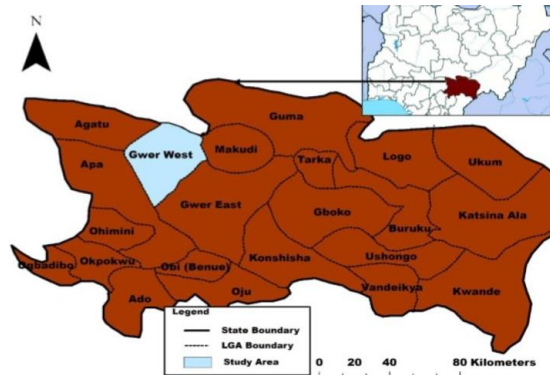 N
Agatu
Guma
Gwer West
Makudi
Tarka
Logo
Ukum
Apa
Gwer East
Gboko
Katsina Ala
Buruku
Ohimini
Ogbadibo
Okpokwu
Obi (Benue)
Konshisha
Ushongo
Ado
Oju
Vandeikya
Kwande
Legend
State Boundary
LGA Boundary
Study Area
0 20 40 80 Kilometers